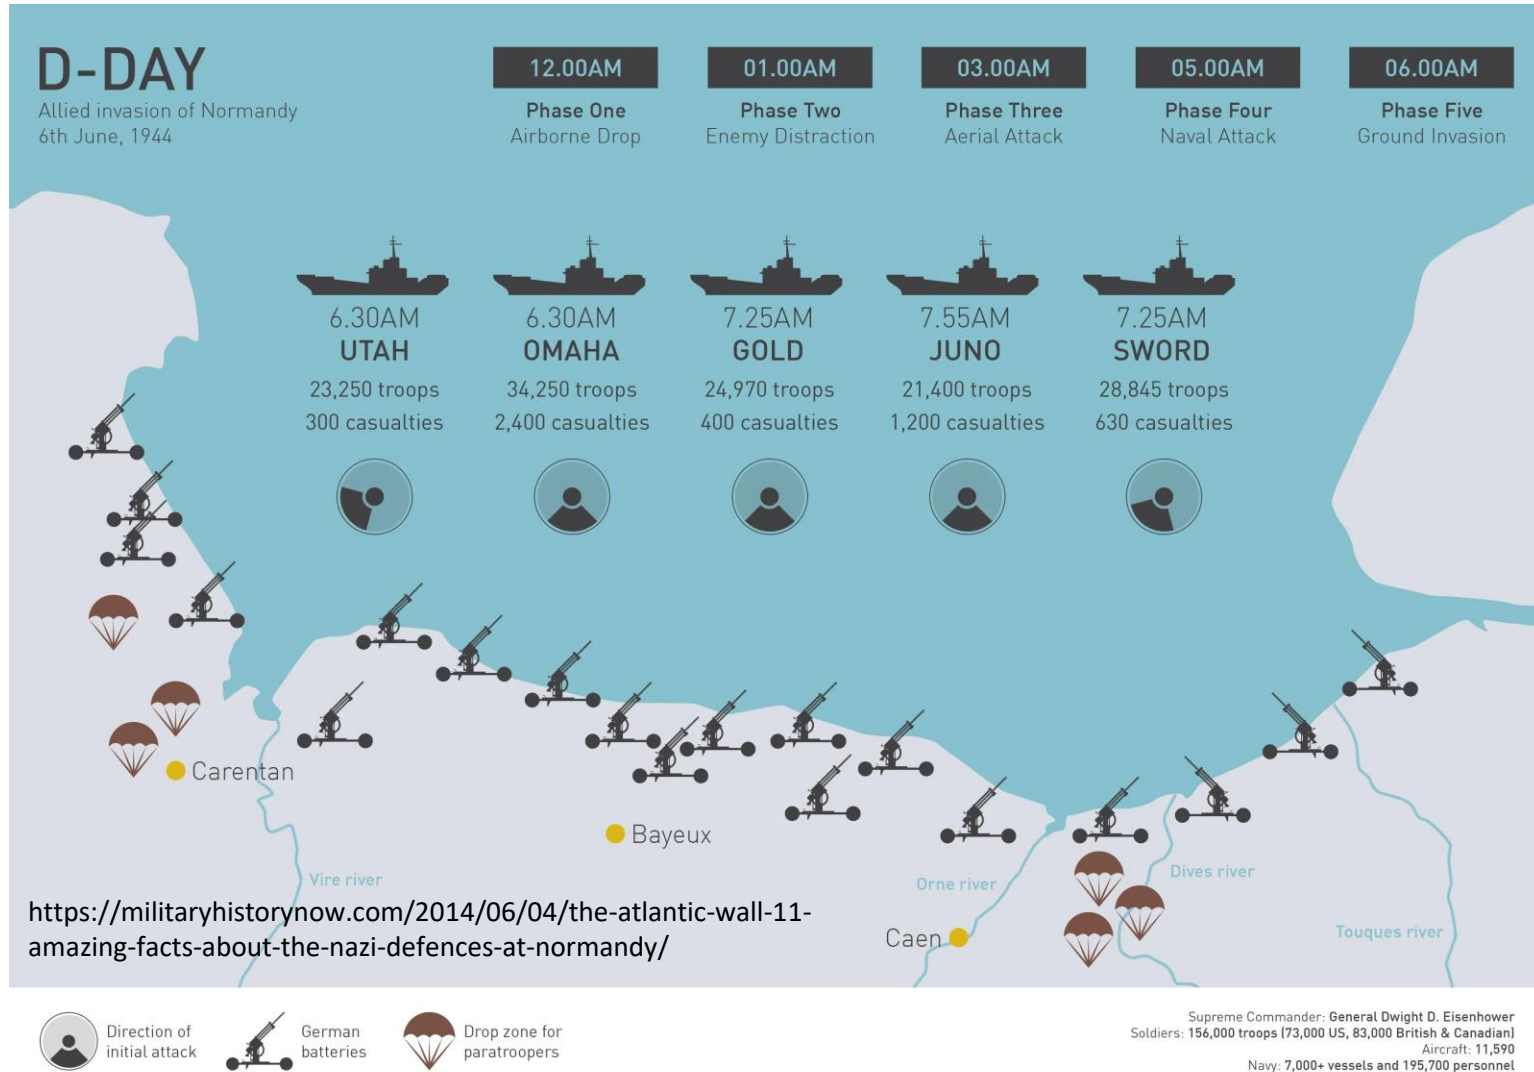 D-DAY
Allied invasion of Normandy
6th June, 1944
12.00AM
Phase One
Airborne Drop
01.00AM
Phase Two
Enemy Distraction
03.00AM
Phase Three
Aerial Attack
05.00AM
Phase Four
Naval Attack
06.00AM
Phase Five
Ground Invasion
6.30AM
UTAH
23,250 troops
300 casualties
6.30AM
OMAHA
34,250 troops
2,400 casualties
7.25AM
GOLD
24,970 troops
400 casualties
7.55AM
JUNO
21,400 troops
1,200 casualties
7.25AM
SWORD
28,845 troops
630 casualties
Carentan
Bayeux
Vire river
Orne river
Dives river
Caen
Touques river
https://militaryhistorynow.com/2014/06/04/the-atlantic-wall-11-
amazing-facts-about-the-nazi-defences-at-normandy/
Direction of
initial attack
German
batteries
Drop zone for
paratroopers
Supreme Commander: General Dwight D. Eisenhower
Soldiers: 156,000 troops (73,000 US, 83,000 British & Canadian)
Aircraft: 11,590
Navy: 7,000+ vessels and 195,700 personnel